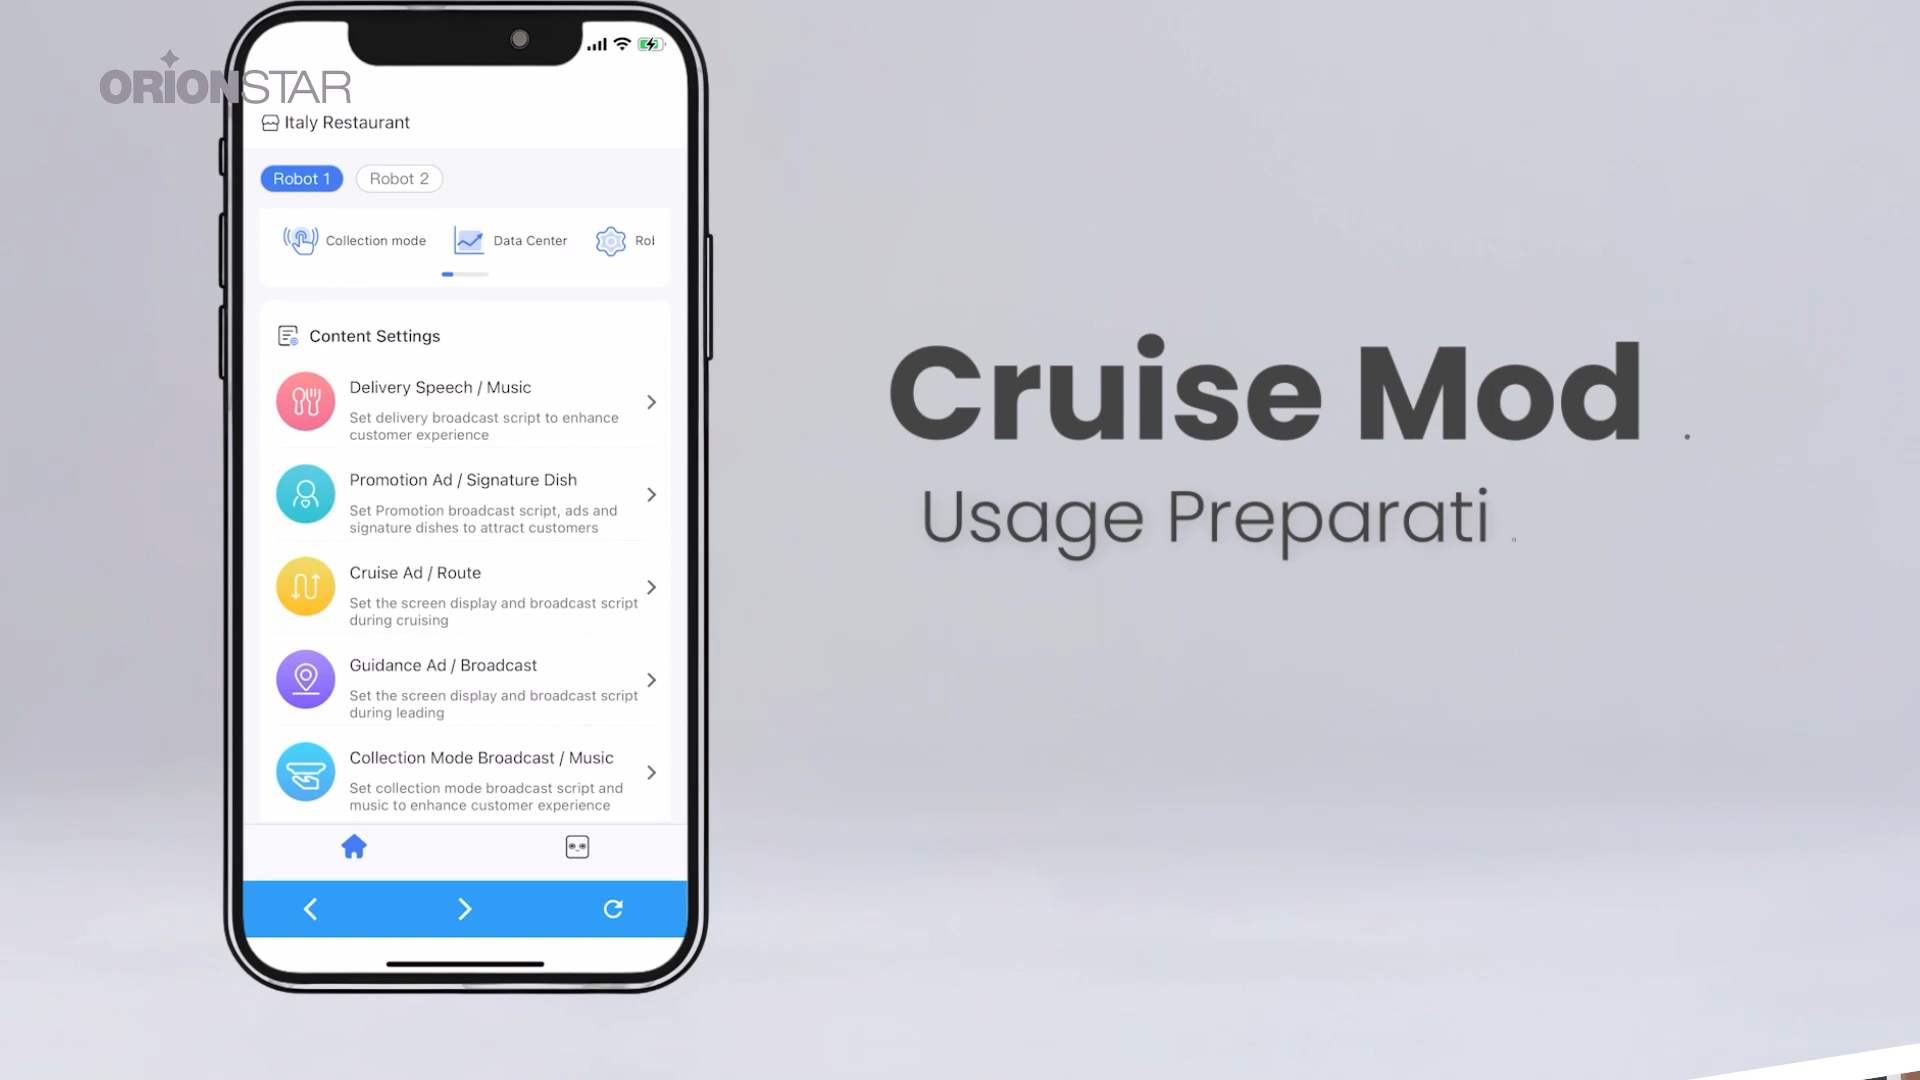 ORIONSTAR
Italy Restaurant
Robot 1
Robot 2
Collection mode
Data Center
Rol
Content Settings
Delivery Speech / Music
Set delivery broadcast script to enhance
customer experience
Promotion Ad / Signature Dish
Set Promotion broadcast script, ads and
signature dishes to attract customers
Cruise Ad / Route
Set the screen display and broadcast script
during cruising
Guidance Ad / Broadcast
Set the screen display and broadcast script
during leading
Collection Mode Broadcast / Music
Set collection mode broadcast script and
music to enhance customer experience
Cruise Mod
Usage Preparati